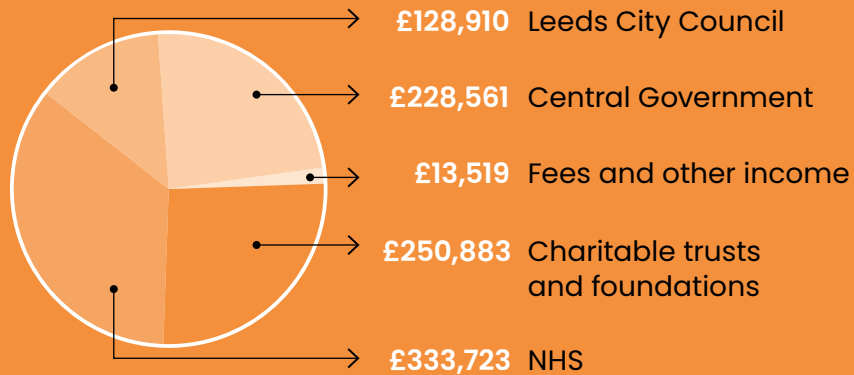 £128,910 Leeds City Council
£228,561 Central Government
£13,519 Fees and other income
£250,883 Charitable trusts
and foundations
£333,723 NHS